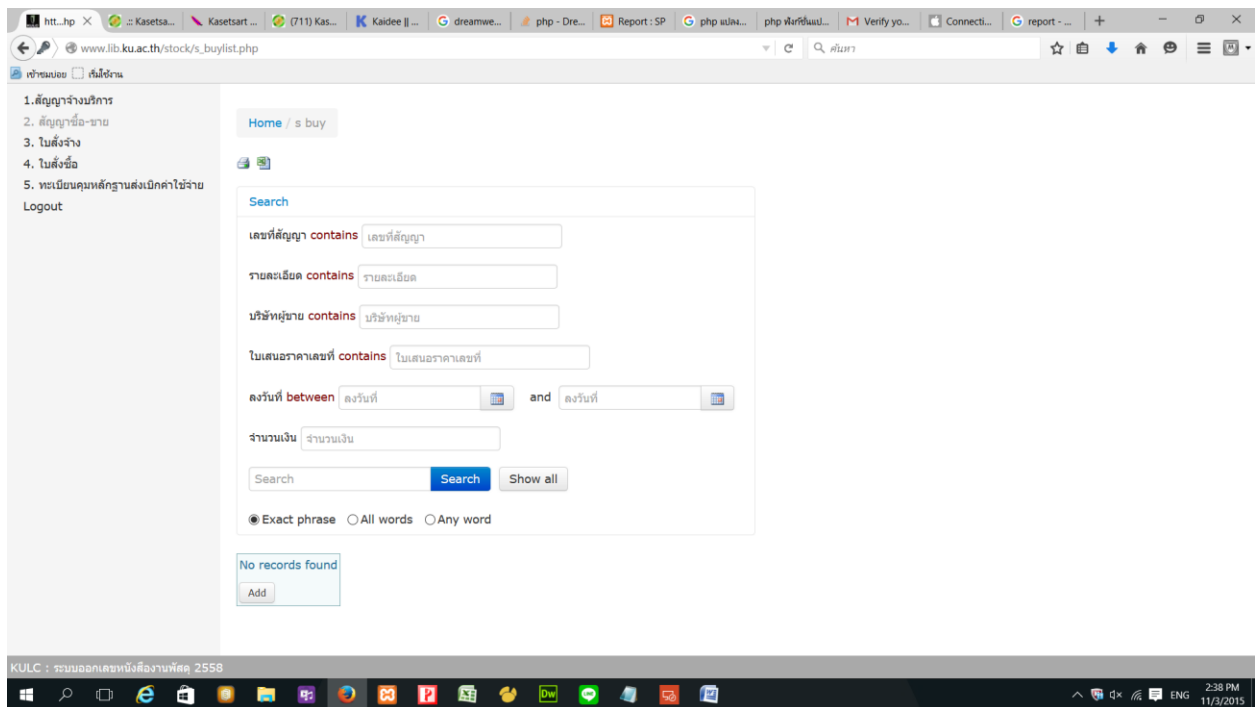 htt...hp
.:: Kasetsa...
Kasetsart ...
(711) Kas...
Kaidee || ...
dreamwe...
php - Dre...
Report : SP
php แปลง...
php ฟังก์ชั่นแป...
Verify yo...
Connecti...
report - ...
www.lib.ku.ac.th/stock/s_buylist.php
ค้นหา
เข้าชมบ่อย
เริ่มใช้งาน
1.สัญญาจ้างบริการ
2. สัญญาซื้อ-ขาย
3. ใบสั่งจ้าง
4. ใบสั่งซื้อ
5. ทะเบียนคุมหลักฐานส่งเบิกค่าใช้จ่าย
Logout
Home / s buy
Search
เลขที่สัญญา contains เลขที่สัญญา
รายละเอียด contains รายละเอียด
บริษัทผู้ขาย contains บริษัทผู้ขาย
ใบเสนอราคาเลขที่ contains ใบเสนอราคาเลขที่
ลงวันที่ between ลงวันที่ and ลงวันที่
จำนวนเงิน จำนวนเงิน
Search Search Show all
Exact phrase All words Any word
No records found
Add
KULC : ระบบออกเลขหนังสืองานพัสดุ 2558
Dw
ENG
2:38 PM
11/3/2015